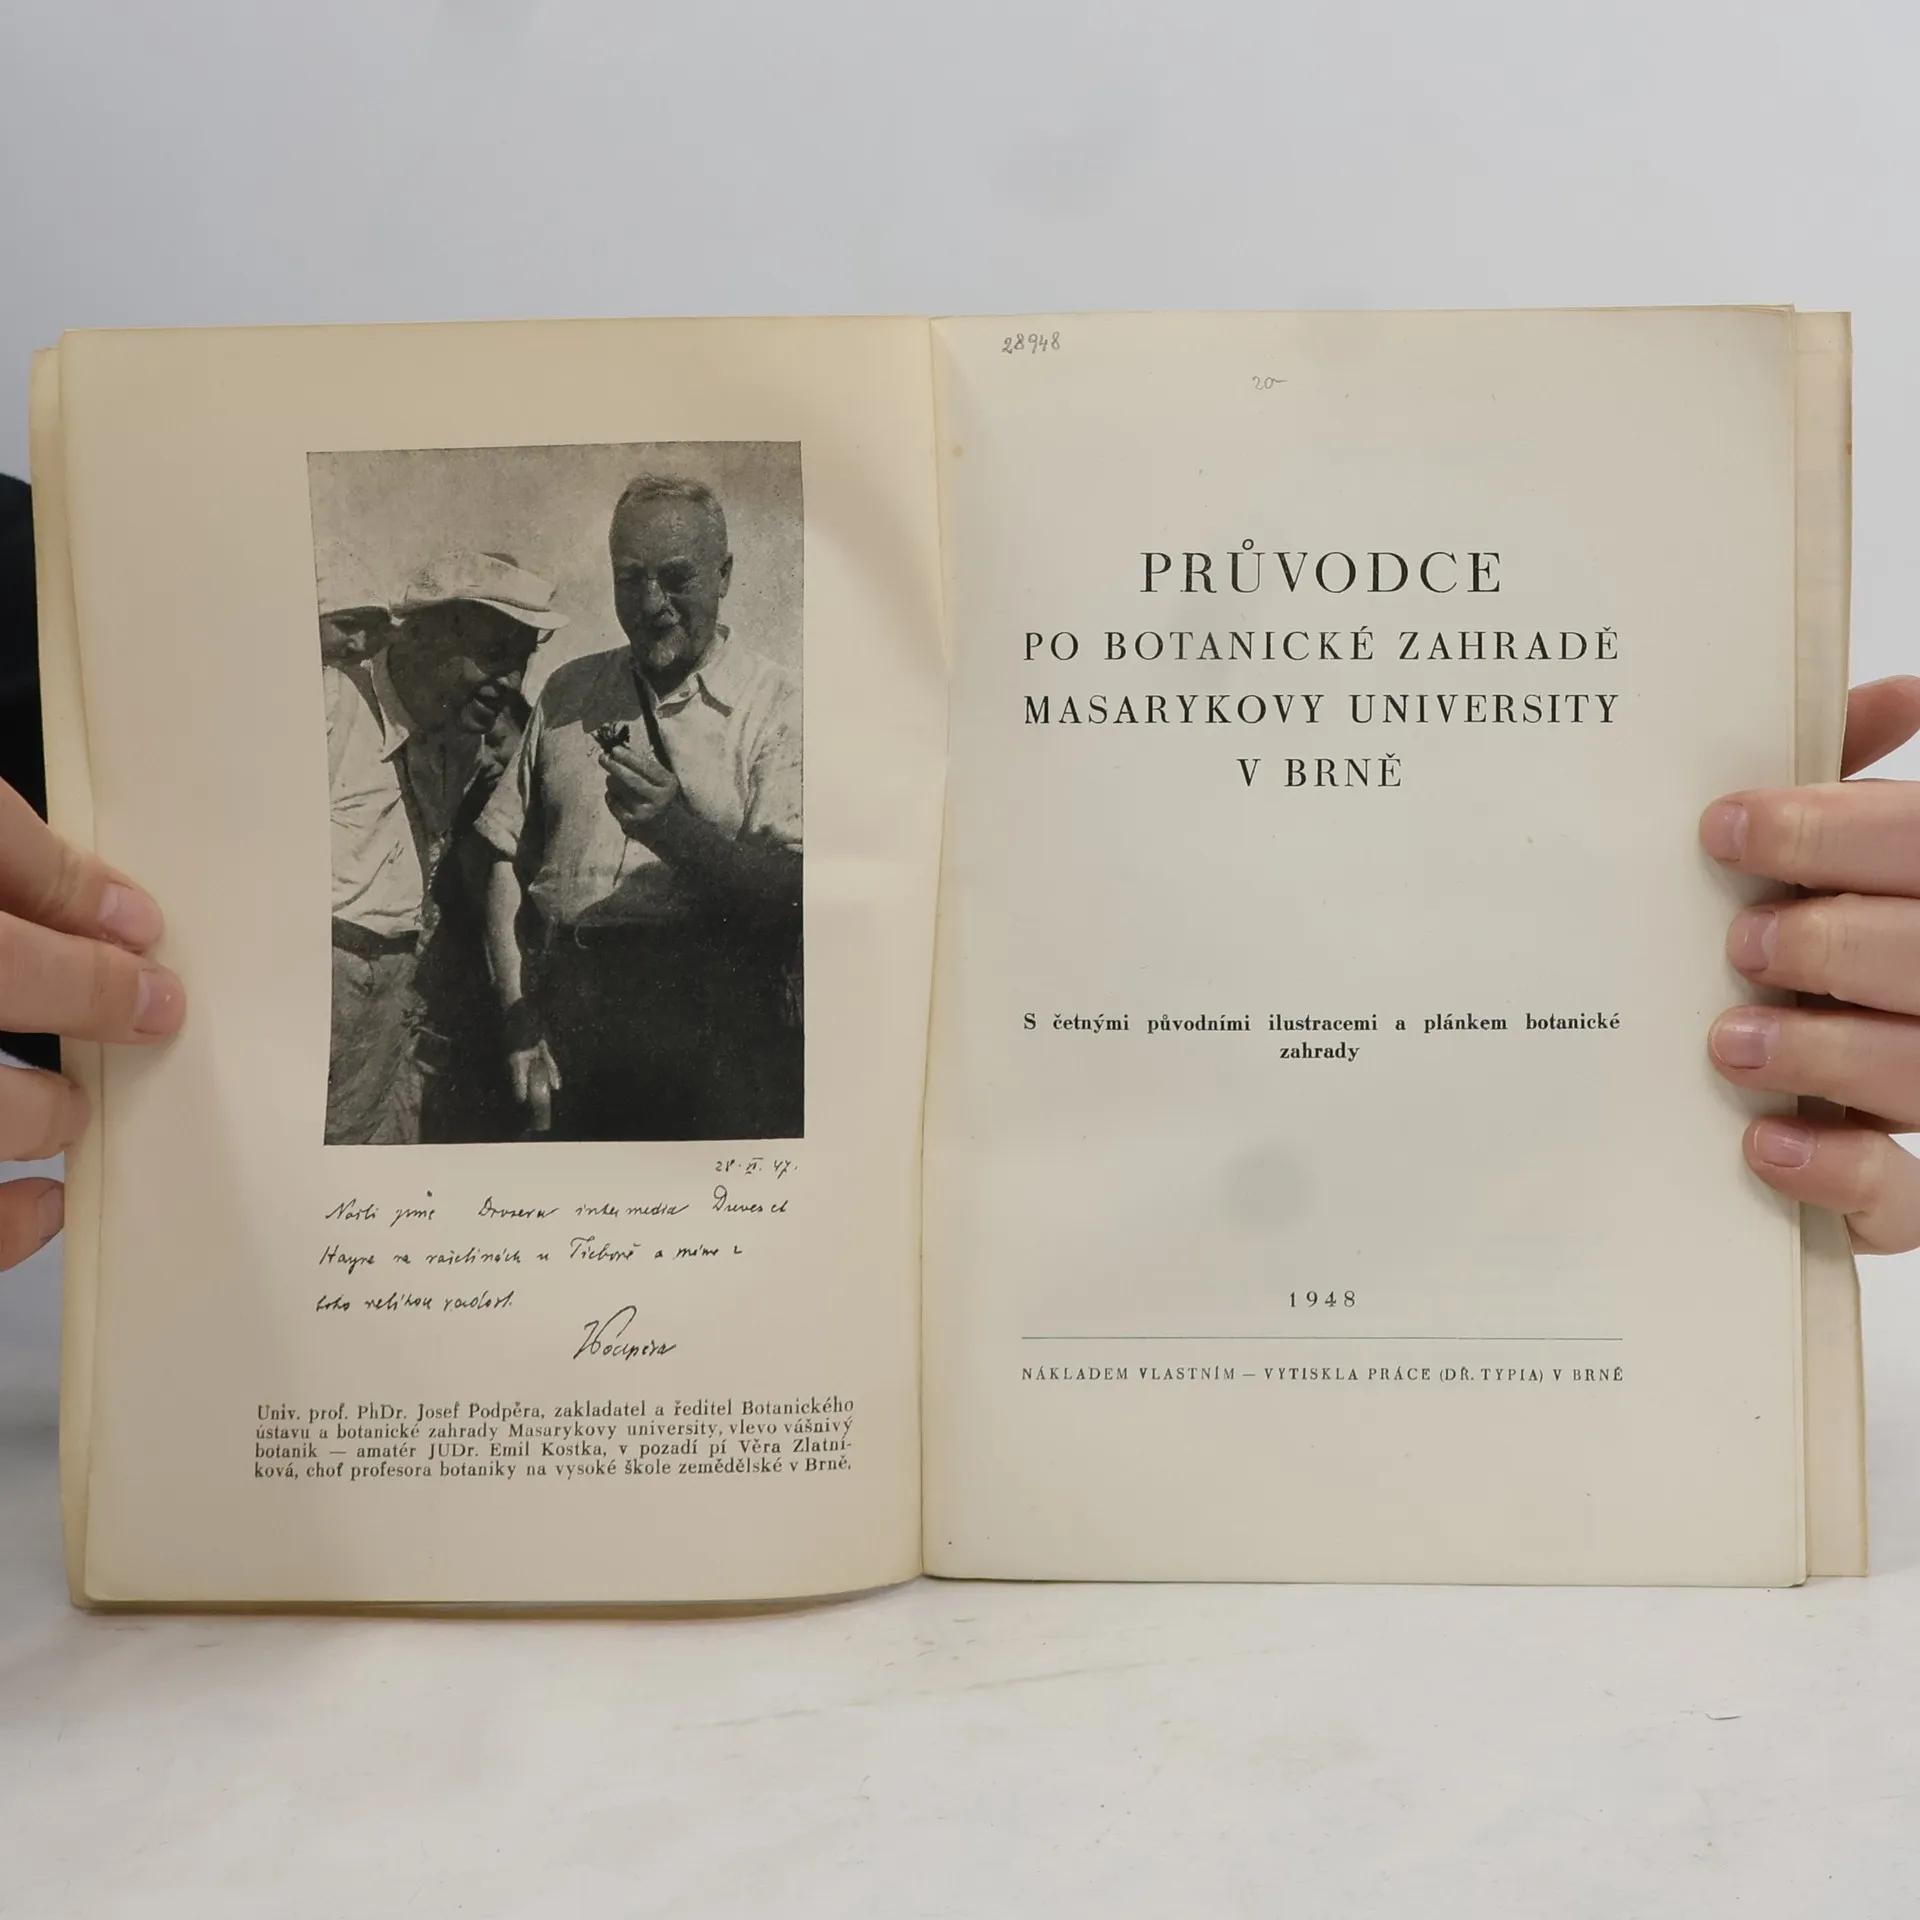 28. VI. 47.
Našli jsme Drosera intermedia Dreves et
Hayne na rašelinách u Třeboně a máme z
toho velikou radost.
Podpěra
Univ. prof. PhDr. Josef Podpěra, zakladatel a ředitel Botanického
ústavu a botanické zahrady Masarykovy university, vlevo vášnivý
botanik — amatér JUDr. Emil Kostka, v pozadí pí Věra Zlatní-
ková, choť profesora botaniky na vysoké škole zemědělské v Brně.
28948
20-
PRŮVODCE
PO BOTANICKÉ ZAHRADĚ
MASARYKOVY UNIVERSITY
V BRNĚ
S četnými původními ilustracemi a plánkem botanické
zahrady
1948
NÁKLADEM VLASTNÍM — VYTISKLA PRÁCE (DŘ. TYPIA) V BRNĚ